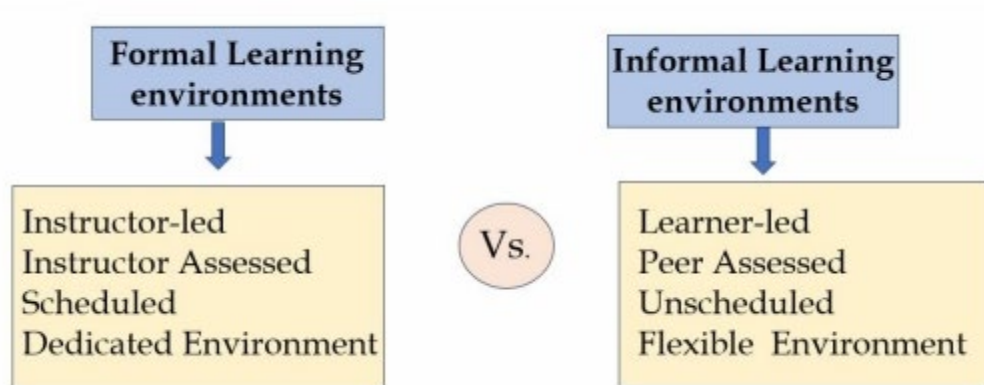 Formal Learning
environments
Informal Learning
environments
Instructor-led
Instructor Assessed
Scheduled
Dedicated Environment
Vs.
Learner-led
Peer Assessed
Unscheduled
Flexible Environment